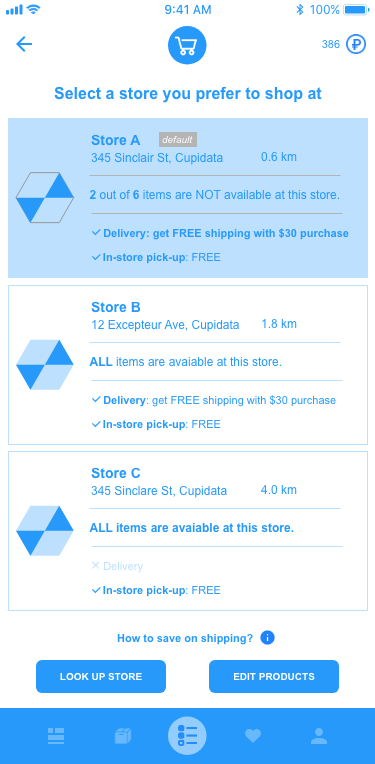 9:41 AM 100%
386 ₽
Select a store you prefer to shop at
Store A default
345 Sinclair St, Cupidata 0.6 km
2 out of 6 items are NOT available at this store.
Delivery: get FREE shipping with $30 purchase
In-store pick-up: FREE
Store B
12 Excepteur Ave, Cupidata 1.8 km
ALL items are avaiable at this store.
Delivery: get FREE shipping with $30 purchase
In-store pick-up: FREE
Store C
345 Sinclare St, Cupidata 4.0 km
ALL items are avaiable at this store.
Delivery
In-store pick-up: FREE
How to save on shipping? i
LOOK UP STORE EDIT PRODUCTS